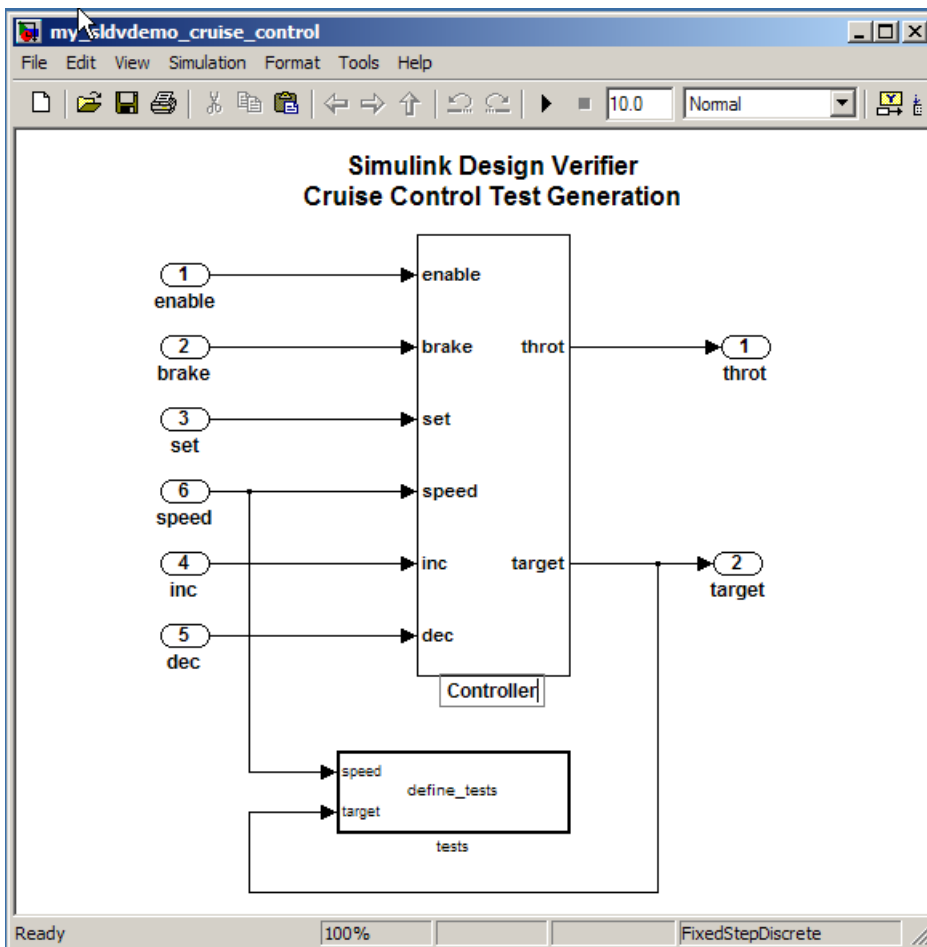 my_sldvdemo_cruise_control
File Edit View Simulation Format Tools Help
10.0 Normal
Simulink Design Verifier
Cruise Control Test Generation
1 enable
enable
2 brake throt 1
brake throt
3 set
set
6 speed
speed
4 inc target 2
inc target
5 dec
dec
Controller
speed
define_tests
target
tests
Ready 100% FixedStepDiscrete